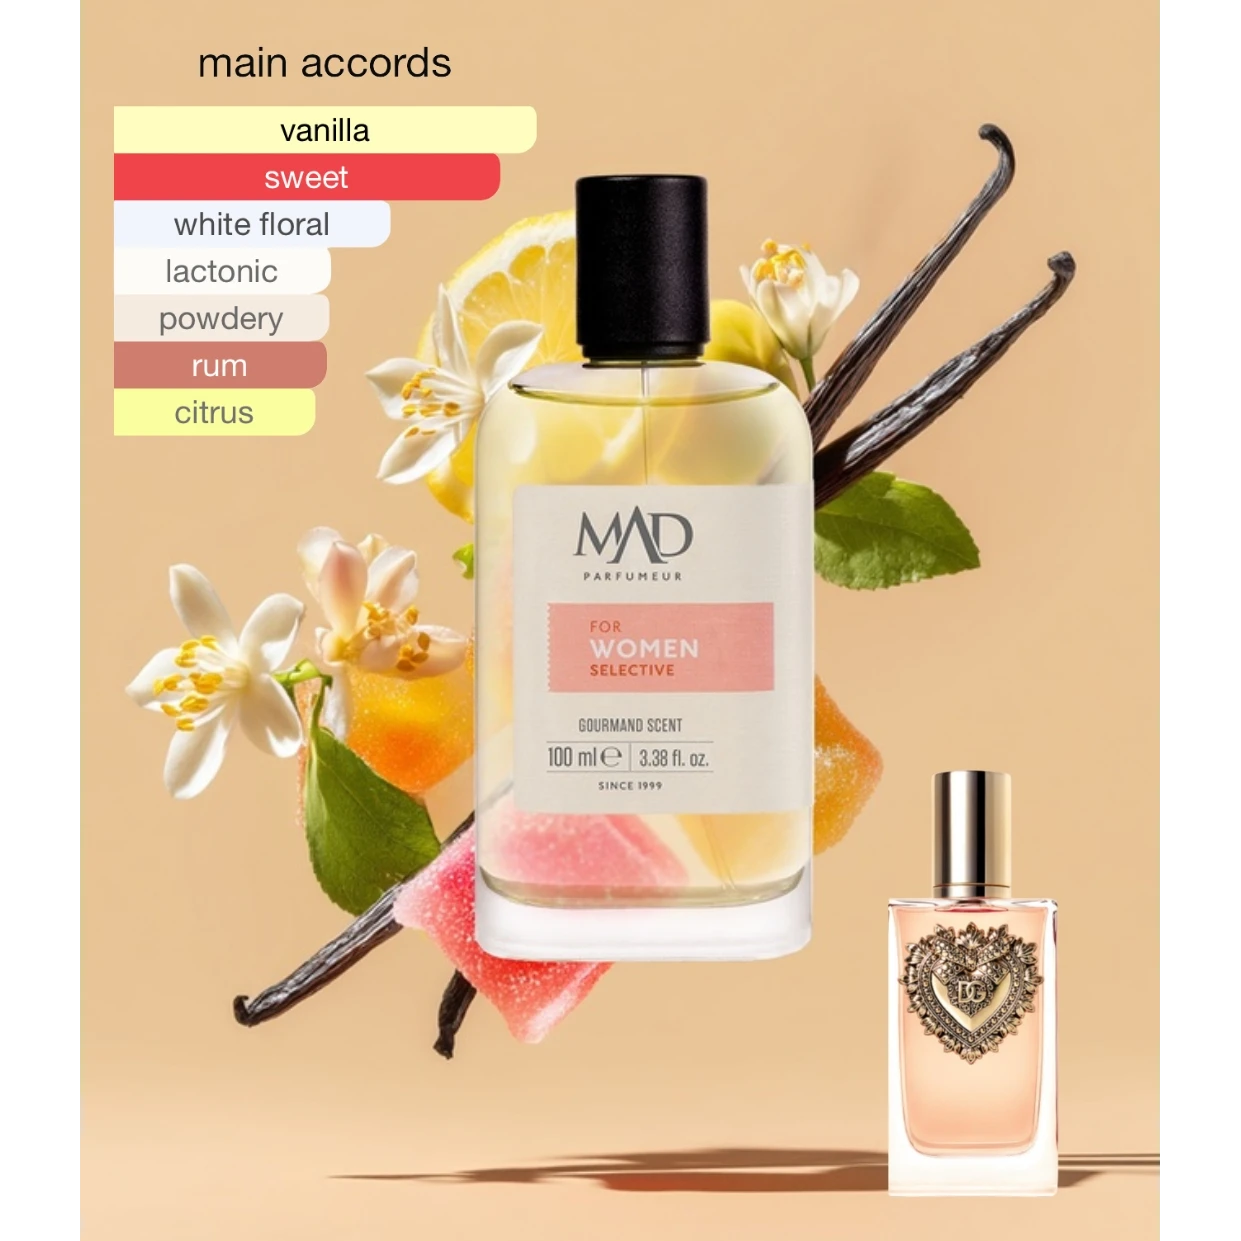 main accords
vanilla
sweet
white floral
lactonic
powdery
rum
citrus
MAD
PARFUMEUR
FOR
WOMEN
SELECTIVE
GOURMAND SCENT
100 ml ℮ 3.38 fl. oz.
SINCE 1999
DG